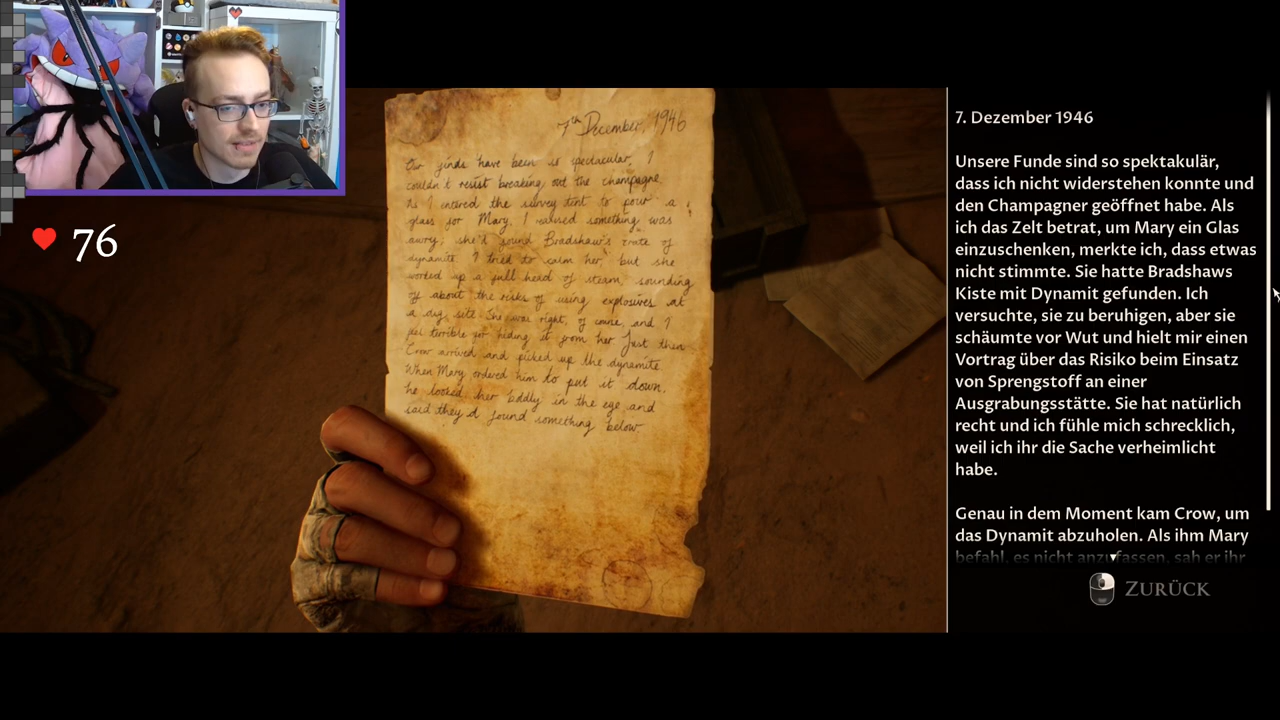 76
7th December, 1946
Our finds have been so spectacular, I
couldn't resist breaking out the champagne.
As I entered the survey tent to pour a
glass for Mary, I realised something was
awry; she'd found Bradshaw's crate of
dynamite. I tried to calm her but she
worked up a full head of steam, sounding
off about the risks of using explosives at
a dig site. She was right, of course, and I
feel terrible for hiding it from her. Just then
Crow arrived and picked up the dynamite.
When Mary ordered him to put it down,
he looked her oddly in the eye and
said they'd found something below.
7. Dezember 1946
Unsere Funde sind so spektakulär,
dass ich nicht widerstehen konnte und
den Champagner geöffnet habe. Als
ich das Zelt betrat, um Mary ein Glas
einzuschenken, merkte ich, dass etwas
nicht stimmte. Sie hatte Bradshaws
Kiste mit Dynamit gefunden. Ich
versuchte, sie zu beruhigen, aber sie
schäumte vor Wut und hielt mir einen
Vortrag über das Risiko beim Einsatz
von Sprengstoff an einer
Ausgrabungsstätte. Sie hat natürlich
recht und ich fühle mich schrecklich,
weil ich ihr die Sache verheimlicht
habe.
Genau in dem Moment kam Crow, um
das Dynamit abzuholen. Als ihm Mary
befahl, es nicht anzufassen, sah er ihr
ZURÜCK